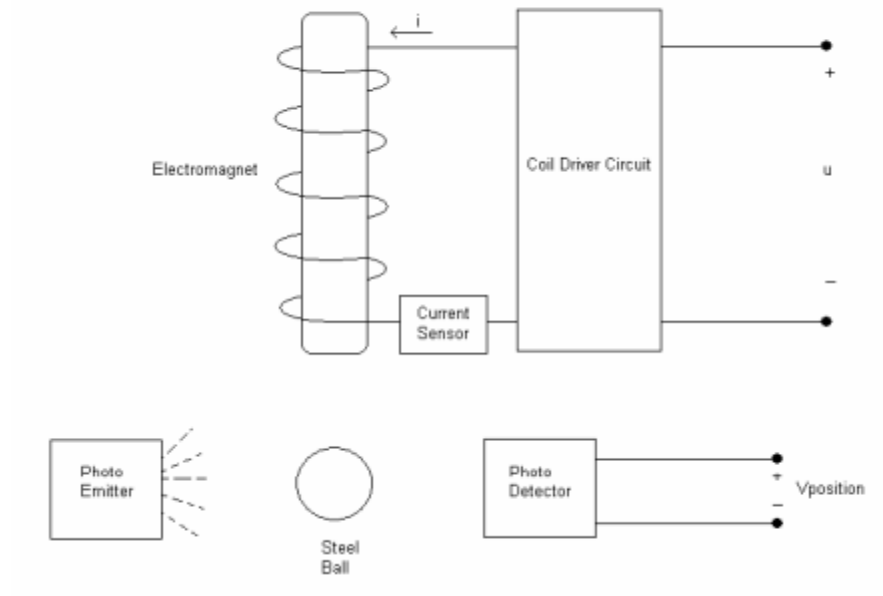 i
+
Electromagnet
Coil Driver Circuit
u
−
Current
Sensor
Photo
Emitter
Photo
Detector
+
−
Vposition
Steel
Ball